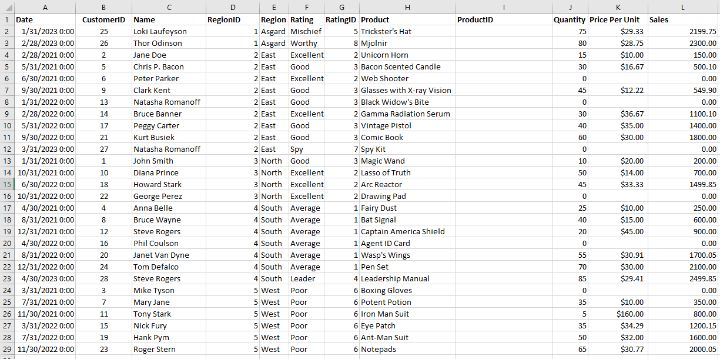 A B C D E F G H I J K L
1 Date CustomerID Name RegionID Region Rating RatingID Product ProductID Quantity Price Per Unit Sales
2 1/31/2023 0:00 25 Loki Laufeyson 1 Asgard Mischief 5 Trickster's Hat 75 $29.33 2199.75
3 2/28/2023 0:00 26 Thor Odinson 1 Asgard Worthy 8 Mjolnir 80 $28.75 2300.00
4 2/28/2021 0:00 2 Jane Doe 2 East Excellent 2 Unicorn Horn 15 $10.00 150.00
5 5/31/2021 0:00 5 Chris P. Bacon 2 East Good 3 Bacon Scented Candle 30 $16.67 500.10
6 6/30/2021 0:00 6 Peter Parker 2 East Excellent 2 Web Shooter 0 0.00
7 9/30/2021 0:00 9 Clark Kent 2 East Good 3 Glasses with X-ray Vision 45 $12.22 549.90
8 1/31/2022 0:00 13 Natasha Romanoff 2 East Good 3 Black Widow's Bite 0 0.00
9 2/28/2022 0:00 14 Bruce Banner 2 East Excellent 2 Gamma Radiation Serum 30 $36.67 1100.10
10 5/31/2022 0:00 17 Peggy Carter 2 East Good 3 Vintage Pistol 40 $35.00 1400.00
11 9/30/2022 0:00 21 Kurt Busiek 2 East Good 3 Comic Book 60 $30.00 1800.00
12 3/31/2023 0:00 27 Natasha Romanoff 2 East Spy 7 Spy Kit 0 0.00
13 1/31/2021 0:00 1 John Smith 3 North Good 3 Magic Wand 10 $20.00 200.00
14 10/31/2021 0:00 10 Diana Prince 3 North Excellent 2 Lasso of Truth 50 $14.00 700.00
15 6/30/2022 0:00 18 Howard Stark 3 North Excellent 2 Arc Reactor 45 $33.33 1499.85
16 10/31/2022 0:00 22 George Perez 3 North Excellent 2 Drawing Pad 0 0.00
17 4/30/2021 0:00 4 Anna Belle 4 South Average 1 Fairy Dust 25 $10.00 250.00
18 8/31/2021 0:00 8 Bruce Wayne 4 South Average 1 Bat Signal 40 $15.00 600.00
19 12/31/2021 0:00 12 Steve Rogers 4 South Average 1 Captain America Shield 20 $45.00 900.00
20 4/30/2022 0:00 16 Phil Coulson 4 South Average 1 Agent ID Card 0 0.00
21 8/31/2022 0:00 20 Janet Van Dyne 4 South Average 1 Wasp's Wings 55 $30.91 1700.05
22 12/31/2022 0:00 24 Tom Defalco 4 South Average 1 Pen Set 70 $30.00 2100.00
23 4/30/2023 0:00 28 Steve Rogers 4 South Leader 4 Leadership Manual 85 $29.41 2499.85
24 3/31/2021 0:00 3 Mike Tyson 5 West Poor 6 Boxing Gloves 0 0.00
25 7/31/2021 0:00 7 Mary Jane 5 West Poor 6 Potent Potion 35 $10.00 350.00
26 11/30/2021 0:00 11 Tony Stark 5 West Poor 6 Iron Man Suit 5 $160.00 800.00
27 3/31/2022 0:00 15 Nick Fury 5 West Poor 6 Eye Patch 35 $34.29 1200.15
28 7/31/2022 0:00 19 Hank Pym 5 West Poor 6 Ant-Man Suit 50 $32.00 1600.00
29 11/30/2022 0:00 23 Roger Stern 5 West Poor 6 Notepads 65 $30.77 2000.05